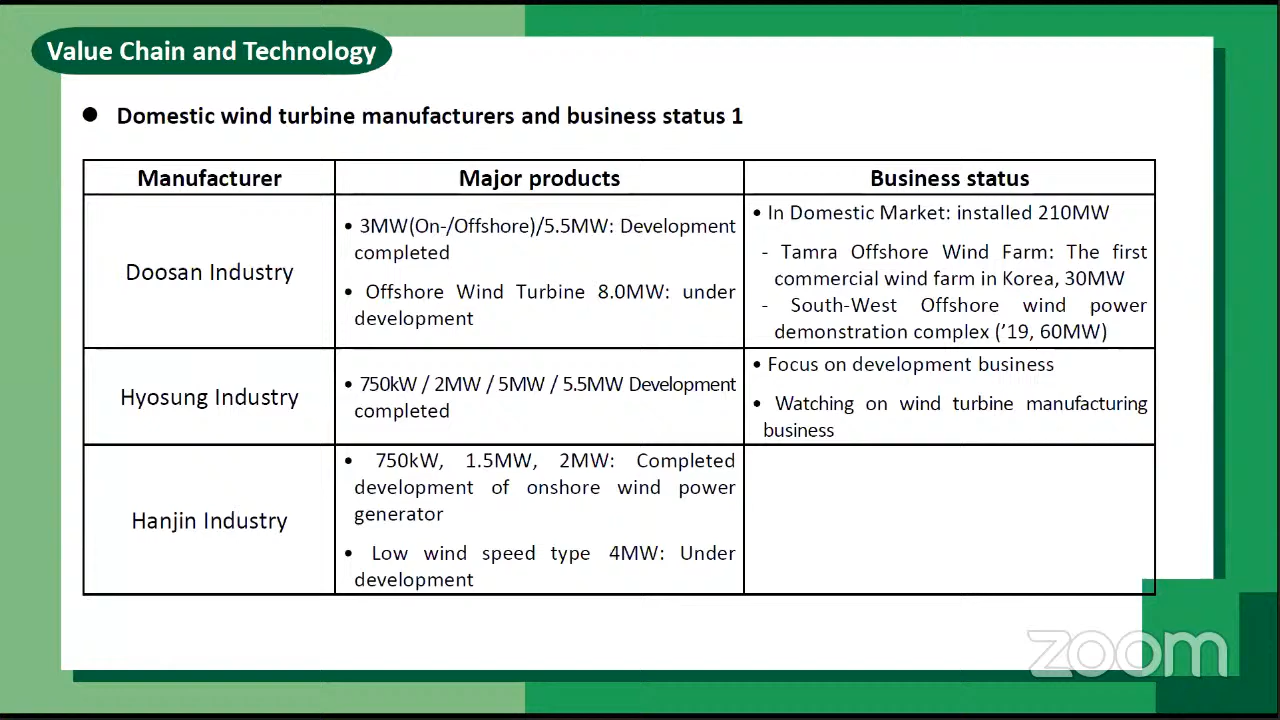 Value Chain and Technology
● Domestic wind turbine manufacturers and business status 1
Manufacturer
Major products
Business status
Doosan Industry
• 3MW(On-/Offshore)/5.5MW: Development
completed
• Offshore Wind Turbine 8.0MW: under
development
• In Domestic Market: installed 210MW
- Tamra Offshore Wind Farm: The first
commercial wind farm in Korea, 30MW
- South-West Offshore wind power
demonstration complex (’19, 60MW)
Hyosung Industry
• 750kW / 2MW / 5MW / 5.5MW Development
completed
• Focus on development business
• Watching on wind turbine manufacturing
business
Hanjin Industry
• 750kW, 1.5MW, 2MW: Completed
development of onshore wind power
generator
• Low wind speed type 4MW: Under
development
zoom